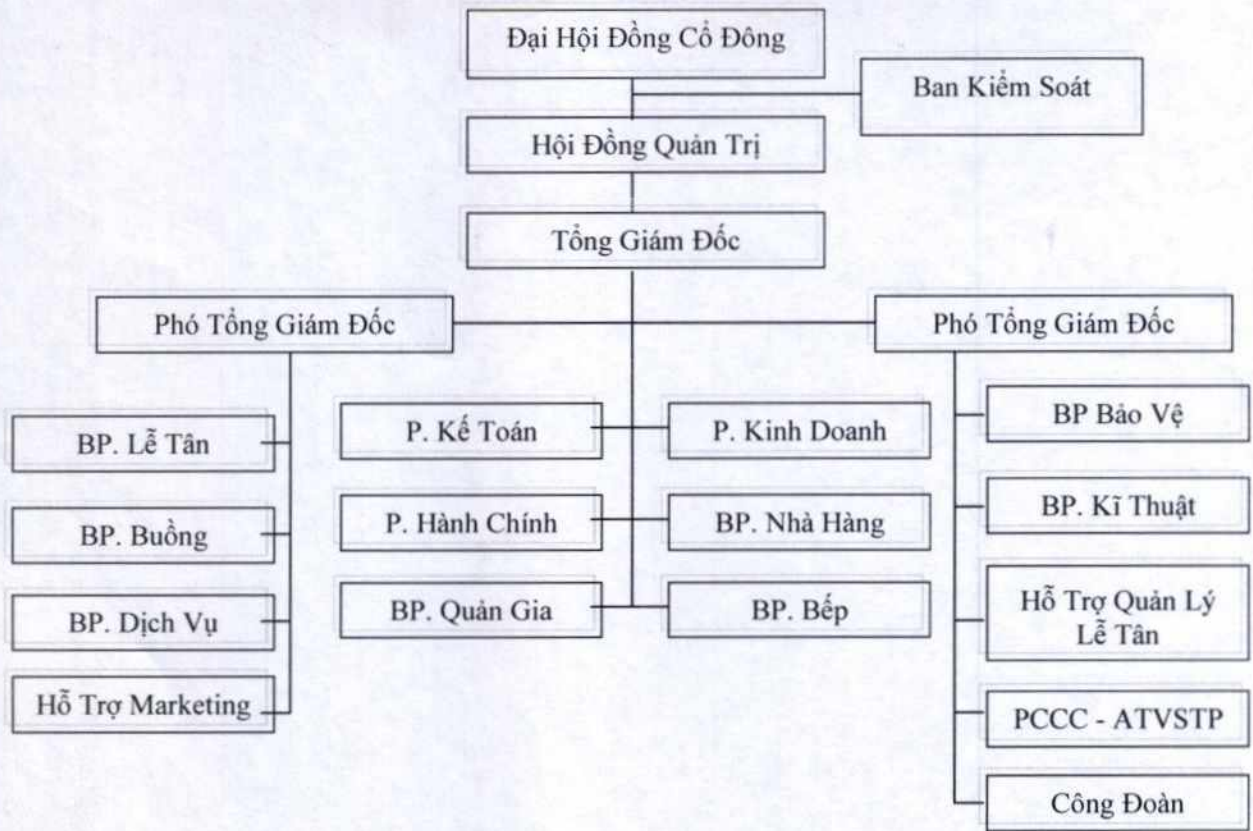 Đại Hội Đồng Cổ Đông
Ban Kiểm Soát
Hội Đồng Quản Trị
Tổng Giám Đốc
Phó Tổng Giám Đốc
Phó Tổng Giám Đốc
BP. Lễ Tân
P. Kế Toán
P. Kinh Doanh
BP Bảo Vệ
BP. Buồng
P. Hành Chính
BP. Nhà Hàng
BP. Kĩ Thuật
BP. Dịch Vụ
BP. Quản Gia
BP. Bếp
Hỗ Trợ Quản Lý
Lễ Tân
Hỗ Trợ Marketing
PCCC - ATVSTP
Công Đoàn